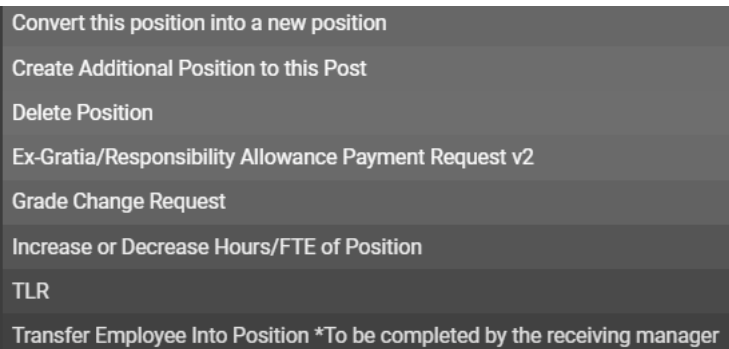 Convert this position into a new position
Create Additional Position to this Post
Delete Position
Ex-Gratia/Responsibility Allowance Payment Request v2
Grade Change Request
Increase or Decrease Hours/FTE of Position
TLR
Transfer Employee Into Position *To be completed by the receiving manager